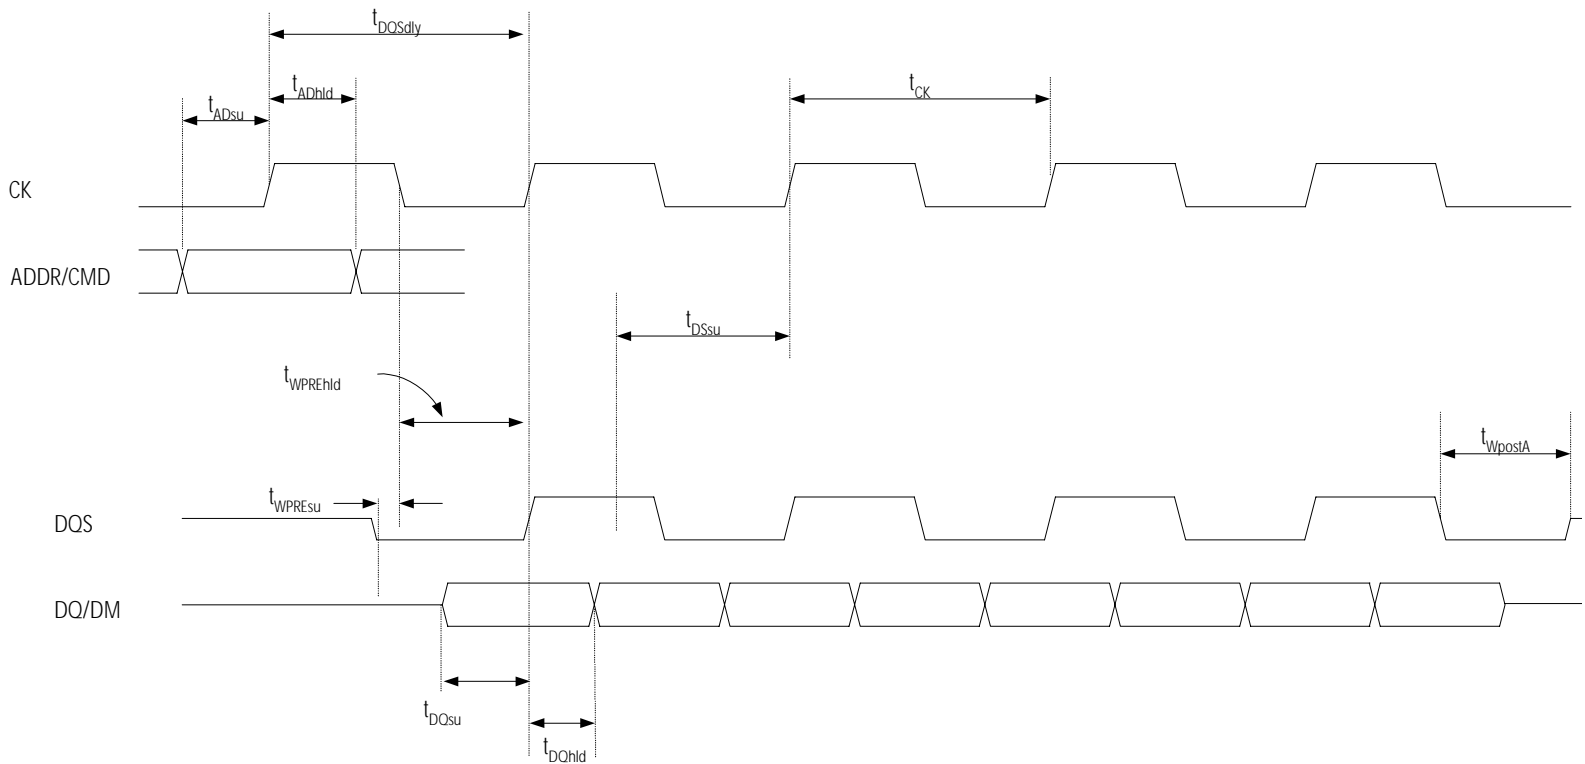 tDQSdly
tADhld
tADsu
tCK
CK
ADDR/CMD
tDSsu
tWPREhld
tWpostA
tWPREsu
DQS
DQ/DM
tDQsu
tDQhld